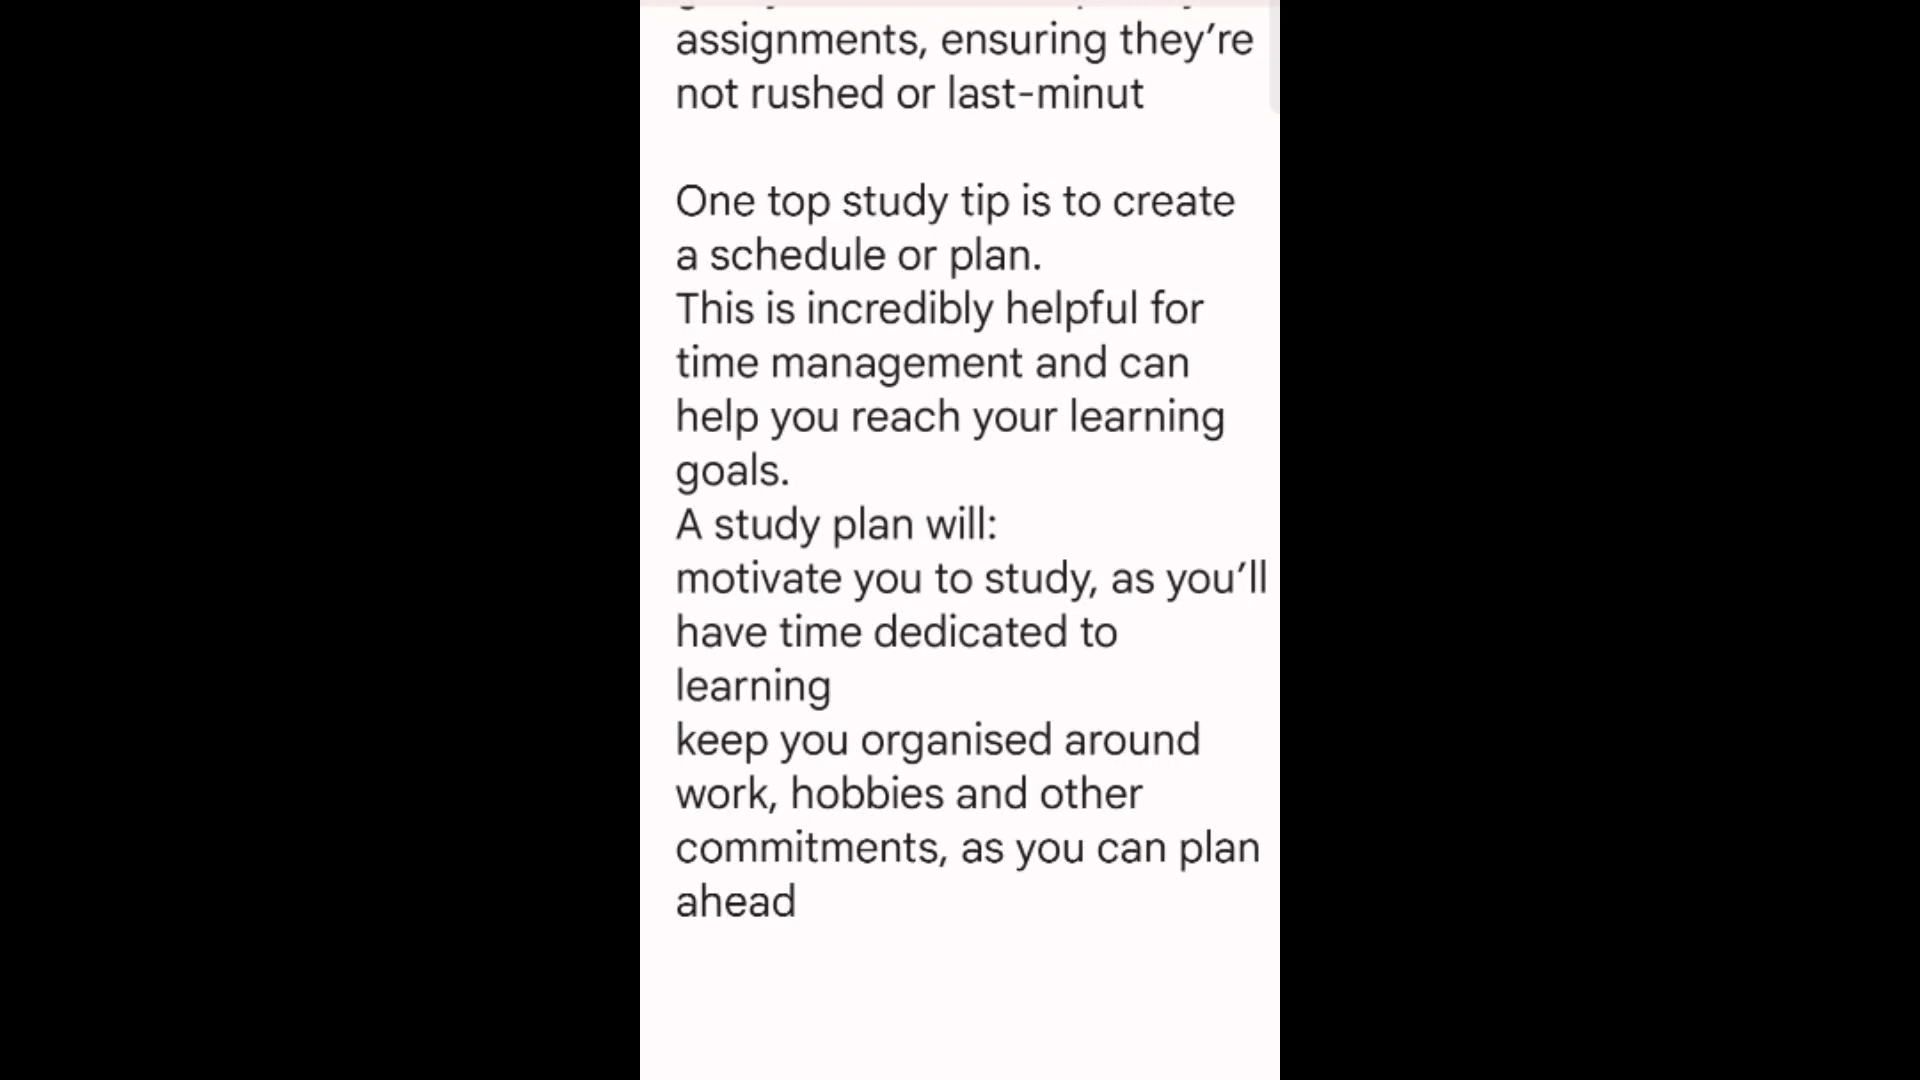 assignments, ensuring they’re
not rushed or last-minut
One top study tip is to create
a schedule or plan.
This is incredibly helpful for
time management and can
help you reach your learning
goals.
A study plan will:
motivate you to study, as you’ll
have time dedicated to
learning
keep you organised around
work, hobbies and other
commitments, as you can plan
ahead